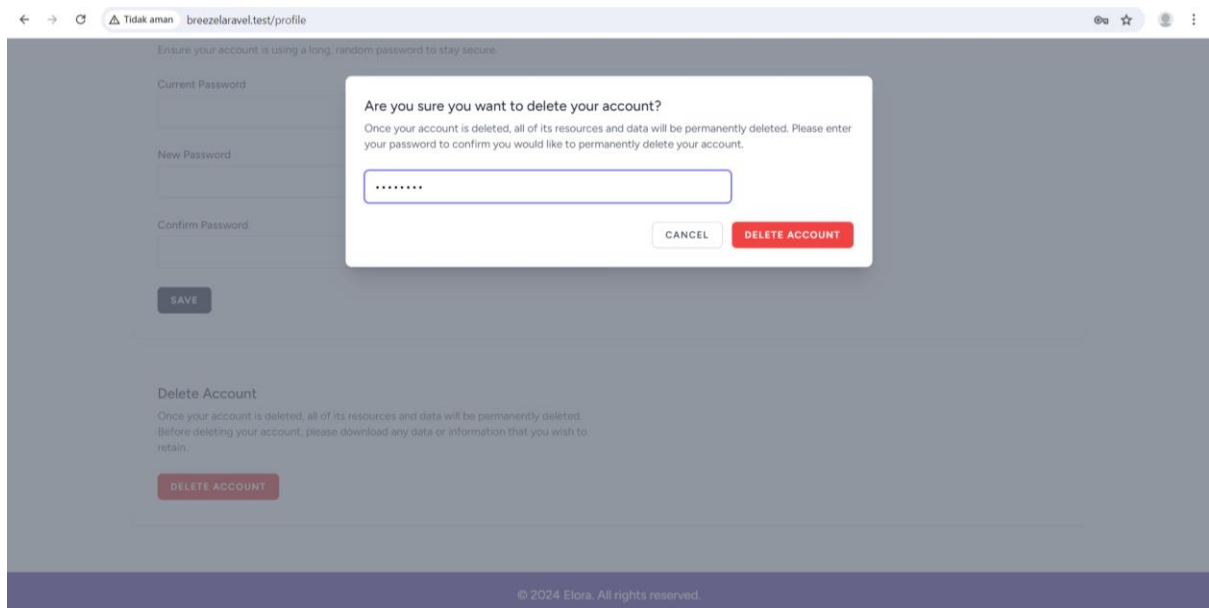 Tidak aman
breezelaravel.test/profile
Ensure your account is using a long, random password to stay secure.
Current Password
New Password
Confirm Password
SAVE
Are you sure you want to delete your account?
Once your account is deleted, all of its resources and data will be permanently deleted. Please enter
your password to confirm you would like to permanently delete your account.
CANCEL
DELETE ACCOUNT
Delete Account
Once your account is deleted, all of its resources and data will be permanently deleted.
Before deleting your account, please download any data or information that you wish to
retain.
DELETE ACCOUNT
© 2024 Elora. All rights reserved.